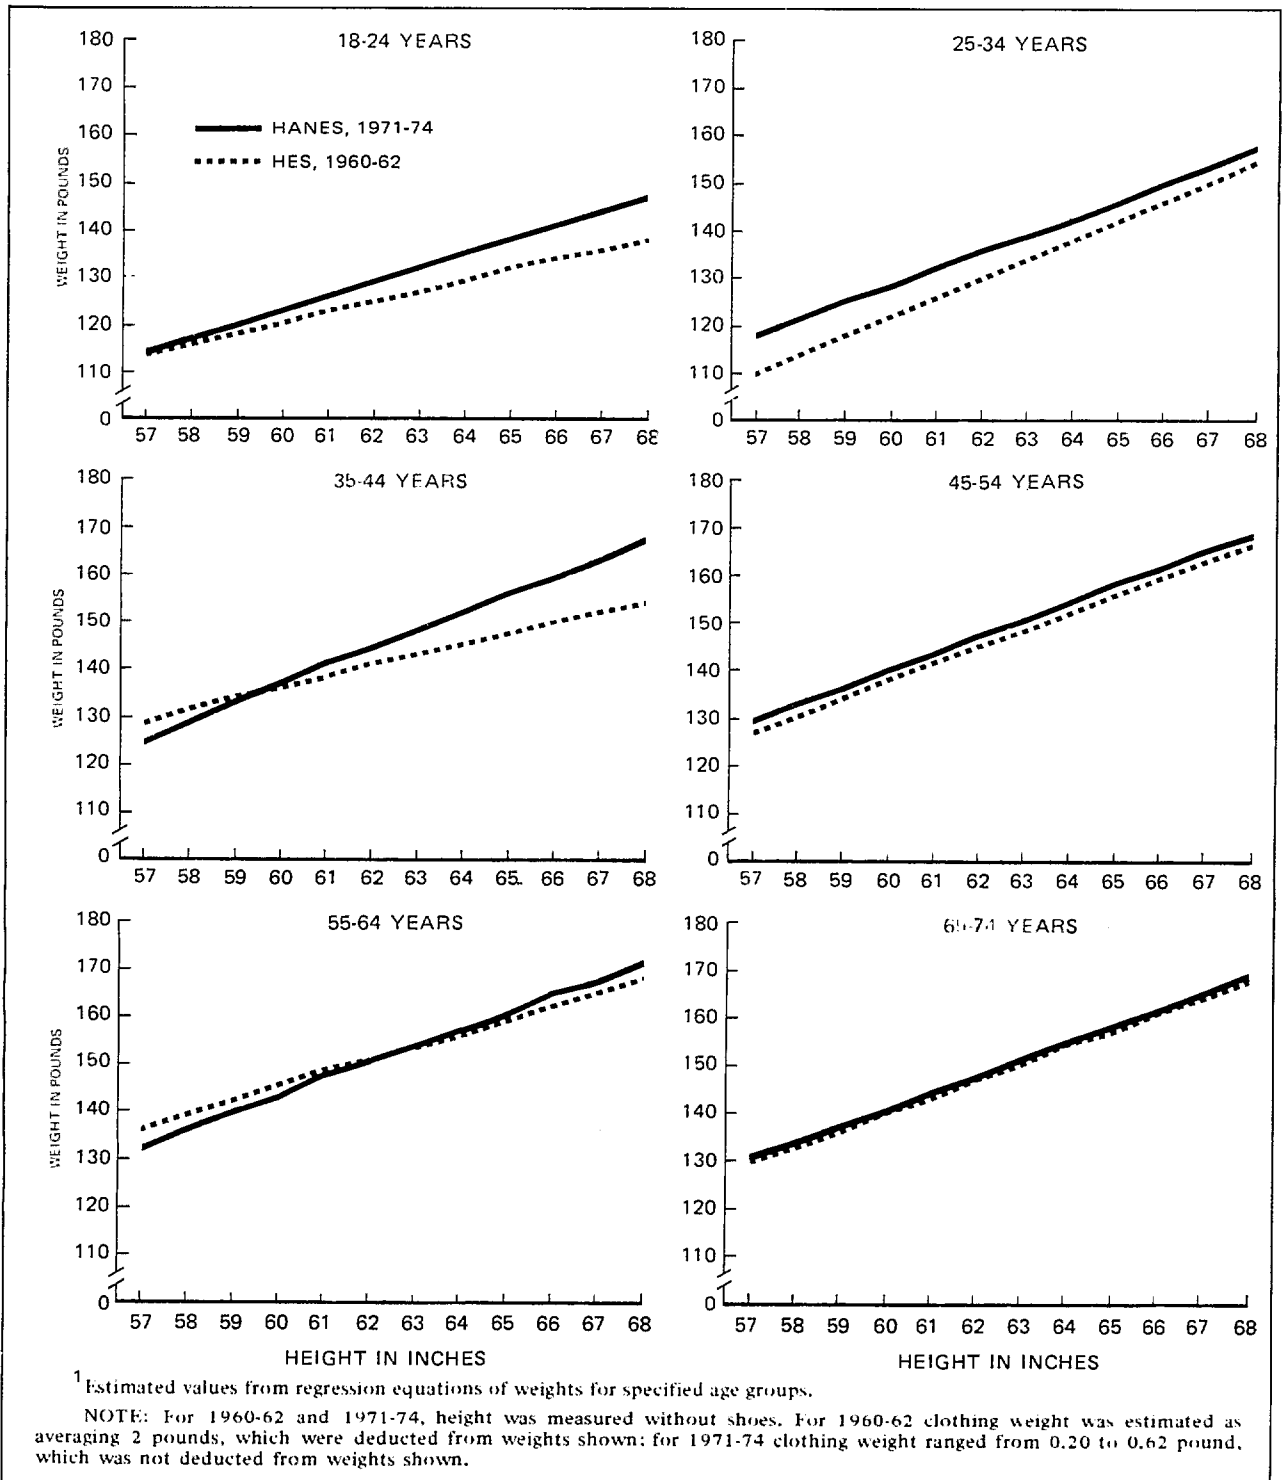 18-24 YEARS
180
170
160
150
140
130
120
110
0
WEIGHT IN POUNDS
HANES, 1971-74
HES, 1960-62
57 58 59 60 61 62 63 64 65 66 67 68
25-34 YEARS
180
170
160
150
140
130
120
110
0
57 58 59 60 61 62 63 64 65 66 67 68
35-44 YEARS
180
170
160
150
140
130
120
110
0
WEIGHT IN POUNDS
57 58 59 60 61 62 63 64 65 66 67 68
45-54 YEARS
180
170
160
150
140
130
120
110
0
57 58 59 60 61 62 63 64 65 66 67 68
55-64 YEARS
180
170
160
150
140
130
120
110
0
WEIGHT IN POUNDS
57 58 59 60 61 62 63 64 65 66 67 68
HEIGHT IN INCHES
65-74 YEARS
180
170
160
150
140
130
120
110
0
57 58 59 60 61 62 63 64 65 66 67 68
HEIGHT IN INCHES
1Estimated values from regression equations of weights for specified age groups.
NOTE: For 1960-62 and 1971-74, height was measured without shoes. For 1960-62 clothing weight was estimated as
averaging 2 pounds, which were deducted from weights shown; for 1971-74 clothing weight ranged from 0.20 to 0.62 pound,
which was not deducted from weights shown.